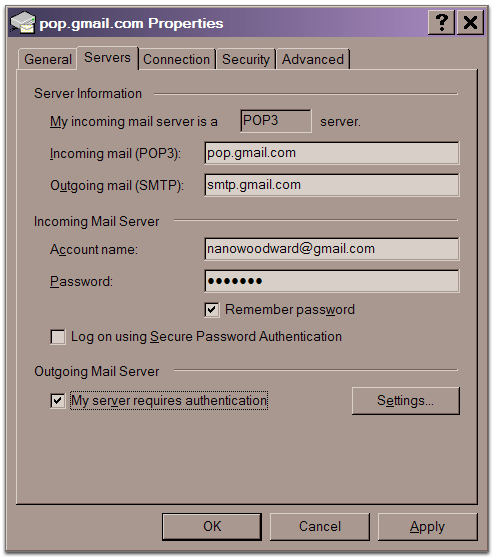 pop.gmail.com Properties
General Servers Connection Security Advanced
Server Information
My incoming mail server is a POP3 server.
Incoming mail (POP3): pop.gmail.com
Outgoing mail (SMTP): smtp.gmail.com
Incoming Mail Server
Account name: nanowoodward@gmail.com
Password: ●●●●●●●
Remember password
Log on using Secure Password Authentication
Outgoing Mail Server
My server requires authentication Settings...
OK Cancel Apply